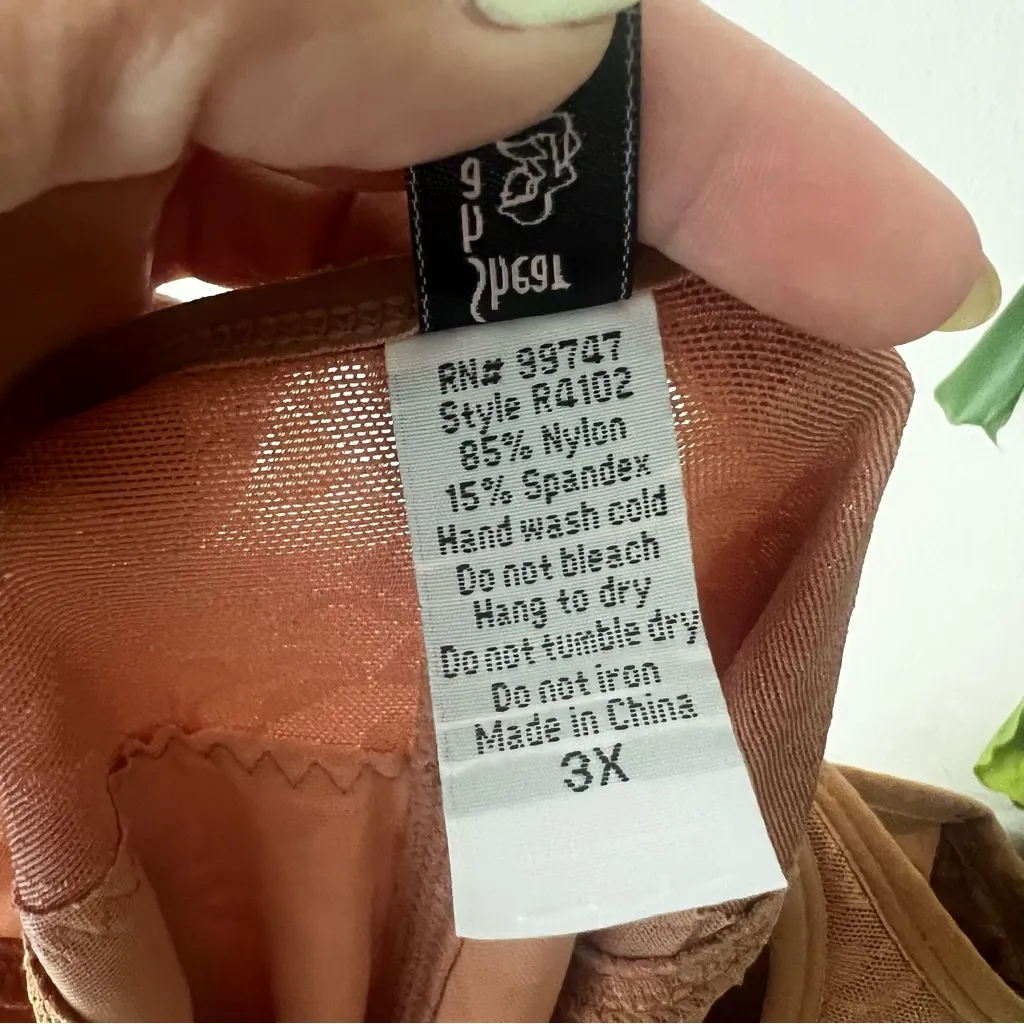 RN# 99747
Style R4102
85% Nylon
15% Spandex
Hand wash cold
Do not bleach
Hang to dry
Do not tumble dry
Do not iron
Made in China
3X